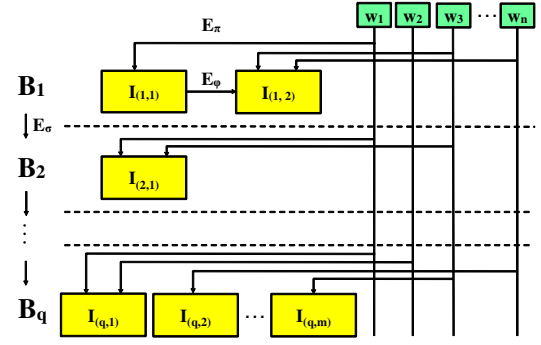 w1 w2 w3 ... wn
Eπ
B1 I(1,1) Eφ I(1, 2)
Eσ
B2 I(2,1)
⋮
Bq I(q,1) I(q,2) ... I(q,m)